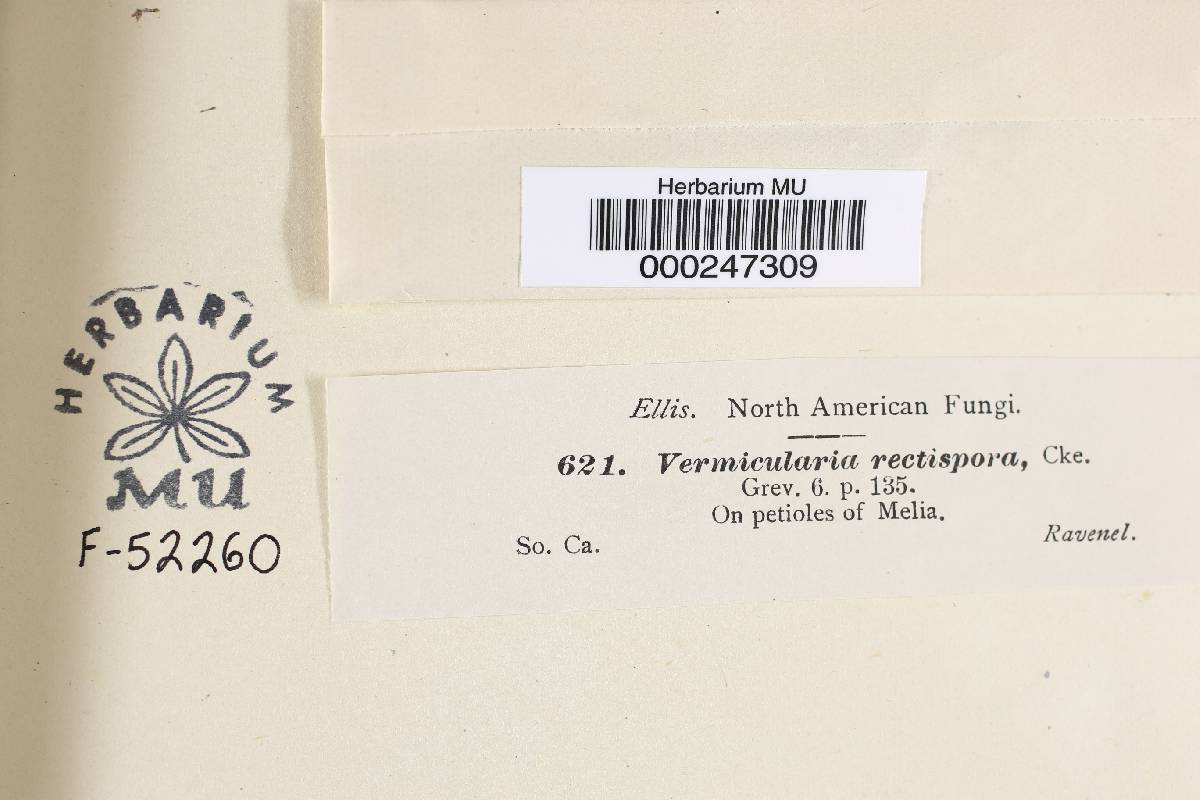 Herbarium MU
000247309
HERBARIUM
MU
F-52260
Ellis. North American Fungi.
621. Vermicularia rectispora, Cke.
Grev. 6. p. 135.
On petioles of Melia.
So. Ca.
Ravenel.